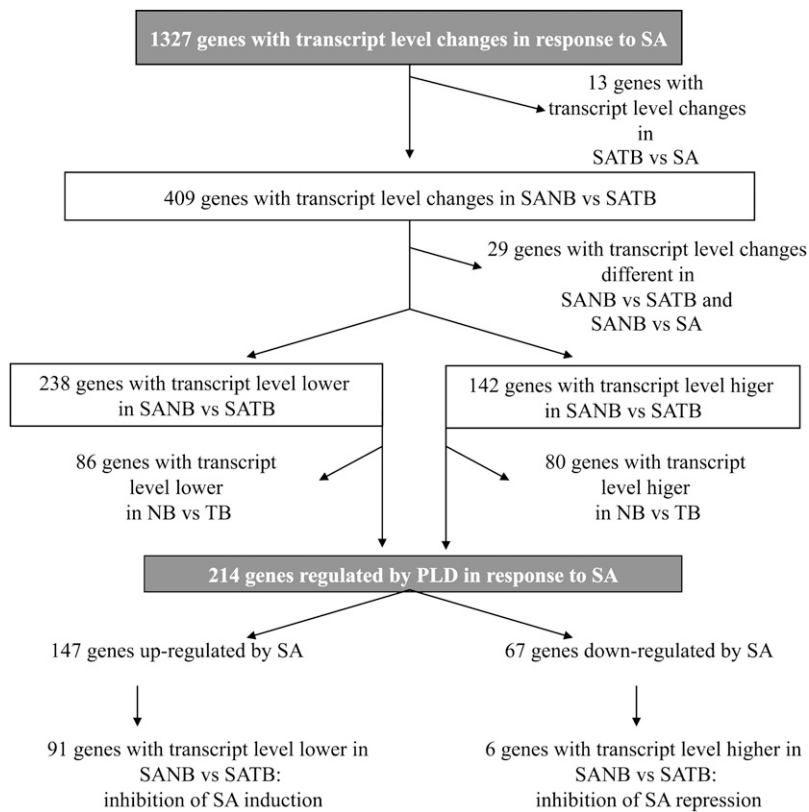 1327 genes with transcript level changes in response to SA
13 genes with
transcript level changes
in
SATB vs SA
409 genes with transcript level changes in SANB vs SATB
29 genes with transcript level changes
different in
SANB vs SATB and
SANB vs SA
238 genes with transcript level lower
in SANB vs SATB
142 genes with transcript level higer
in SANB vs SATB
86 genes with transcript
level lower
in NB vs TB
80 genes with transcript
level higer
in NB vs TB
214 genes regulated by PLD in response to SA
147 genes up-regulated by SA
67 genes down-regulated by SA
91 genes with transcript level lower in
SANB vs SATB:
inhibition of SA induction
6 genes with transcript level higher in
SANB vs SATB:
inhibition of SA repression